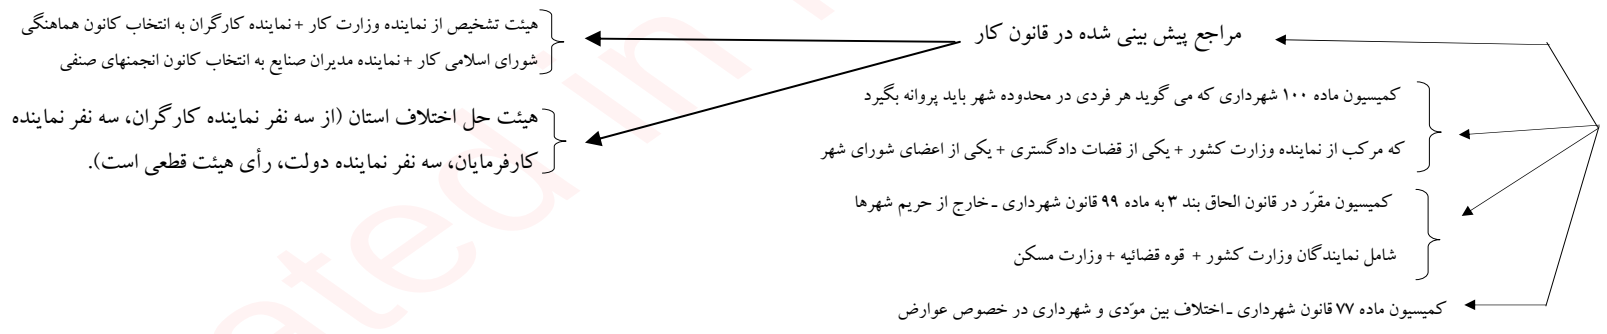 مراجع پیش بینی شده در قانون کار
هیئت تشخیص از نماینده وزارت کار + نماینده کارگران به انتخاب کانون هماهنگی
شورای اسلامی کار + نماینده مدیران صنایع به انتخاب کانون انجمنهای صنفی
هیئت حل اختلاف استان (از سه نفر نماینده کارگران، سه نفر نماینده
کارفرمایان، سه نفر نماینده دولت، رأی هیئت قطعی است).
کمیسیون ماده ۱۰۰ شهرداری که می گوید هر فردی در محدوده شهر باید پروانه بگیرد
که مرکب از نماینده وزارت کشور + یکی از قضات دادگستری + یکی از اعضای شورای شهر
کمیسیون مقرّر در قانون الحاق بند ۳ به ماده ۹۹ قانون شهرداری ـ خارج از حریم شهرها
شامل نمایندگان وزارت کشور + قوه قضائیه + وزارت مسکن
کمیسیون ماده ۷۷ قانون شهرداری ـ اختلاف بین موّدی و شهرداری در خصوص عوارض